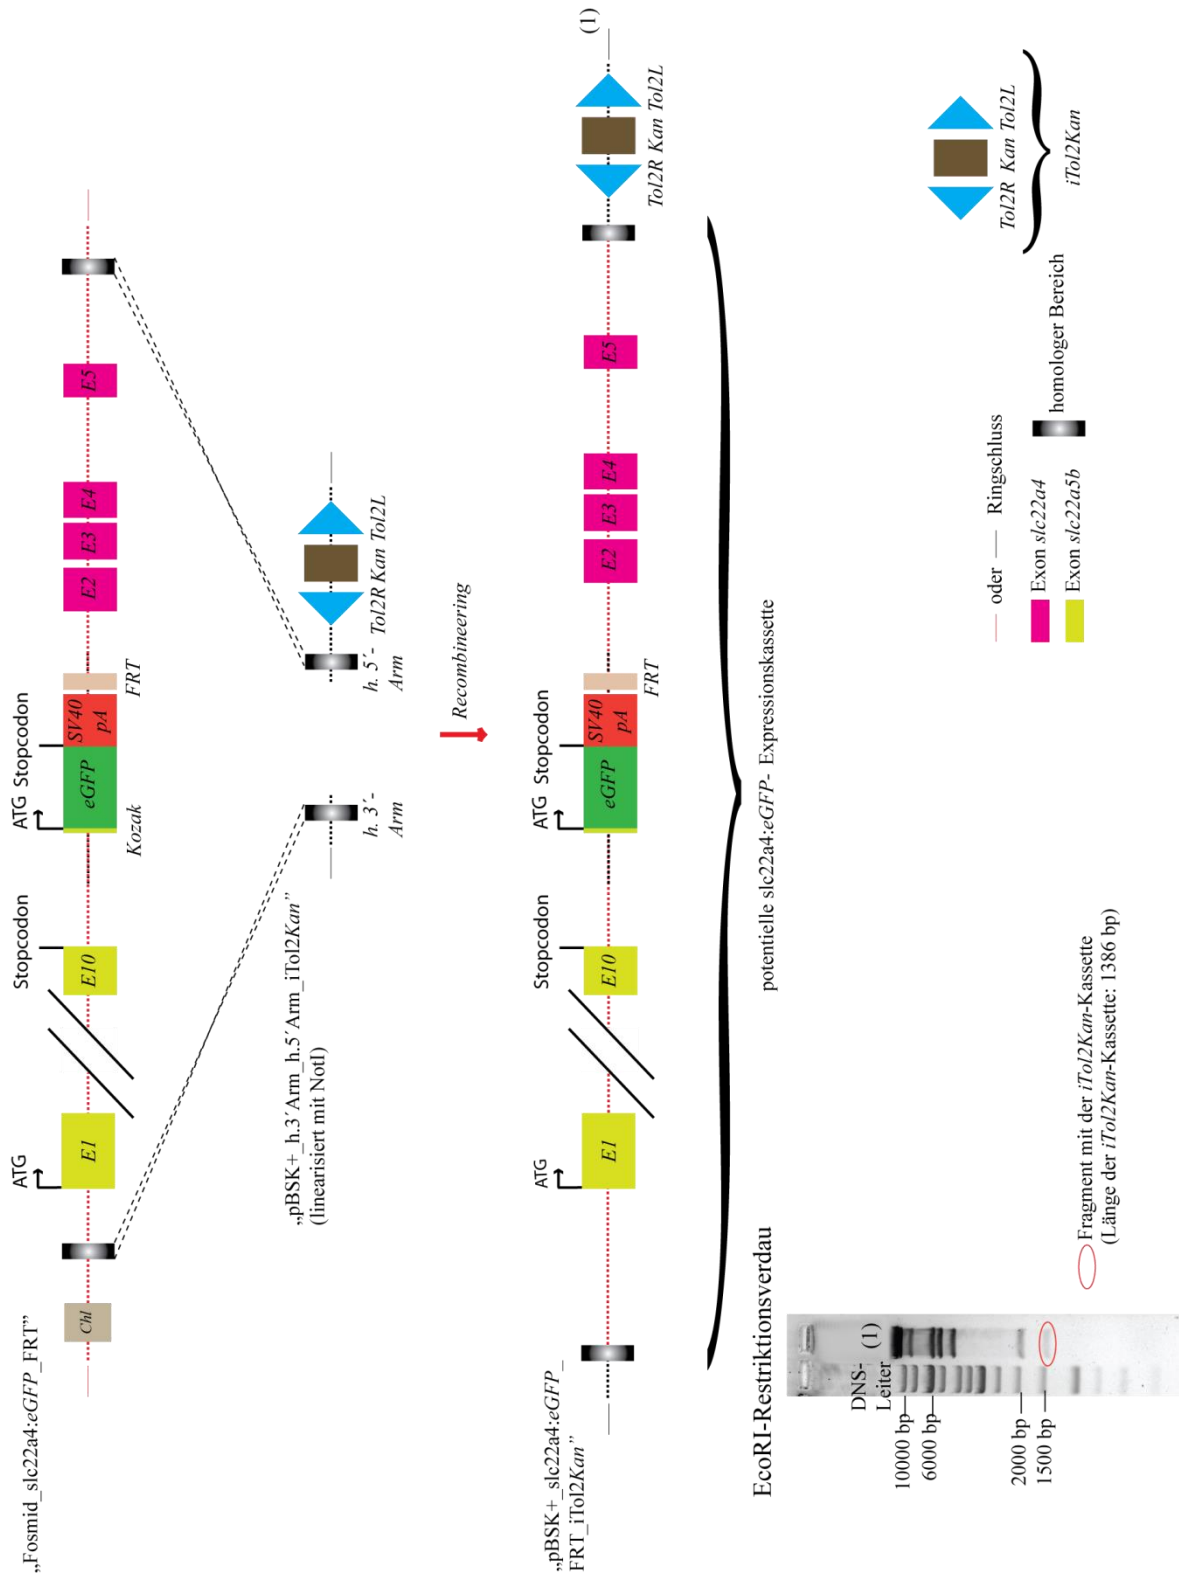 „Fosmid_slc22a4:eGFP_FRT”
Chl
ATG
E1
Stopcodon
E10
ATG Stopcodon
Kozak
eGFP
SV40
pA
FRT
E2
E3
E4
E5
„pBSK+_h.3´Arm_h.5´Arm_iTol2Kan”
(linearisiert mit NotI)
h. 3´-
Arm
h. 5´-
Arm
Tol2R Kan Tol2L
Recombineering
„pBSK+_slc22a4:eGFP_
FRT_iTol2Kan”
ATG
E1
Stopcodon
E10
ATG Stopcodon
eGFP
SV40
pA
FRT
E2
E3
E4
E5
Tol2R Kan Tol2L
(1)
potentielle slc22a4:eGFP- Expressionskassette
EcoRI-Restriktionsverdau
DNS-
Leiter
(1)
10000 bp
6000 bp
2000 bp
1500 bp
Fragment mit der iTol2Kan-Kassette
(Länge der iTol2Kan-Kassette: 1386 bp)
oder
Ringschluss
Exon slc22a4
Exon slc22a5b
homologer Bereich
Tol2R Kan Tol2L
iTol2Kan